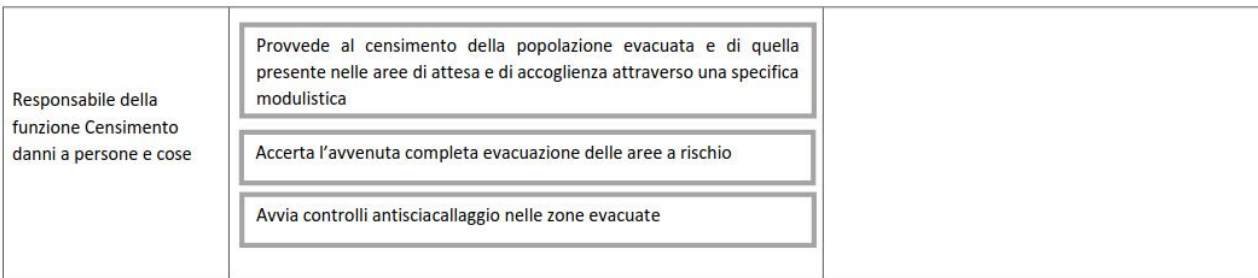 Responsabile della
funzione Censimento
danni a persone e cose
Provvede al censimento della popolazione evacuata e di quella
presente nelle aree di attesa e di accoglienza attraverso una specifica
modulistica
Accerta l’avvenuta completa evacuazione delle aree a rischio
Avvia controlli antisciacallaggio nelle zone evacuate